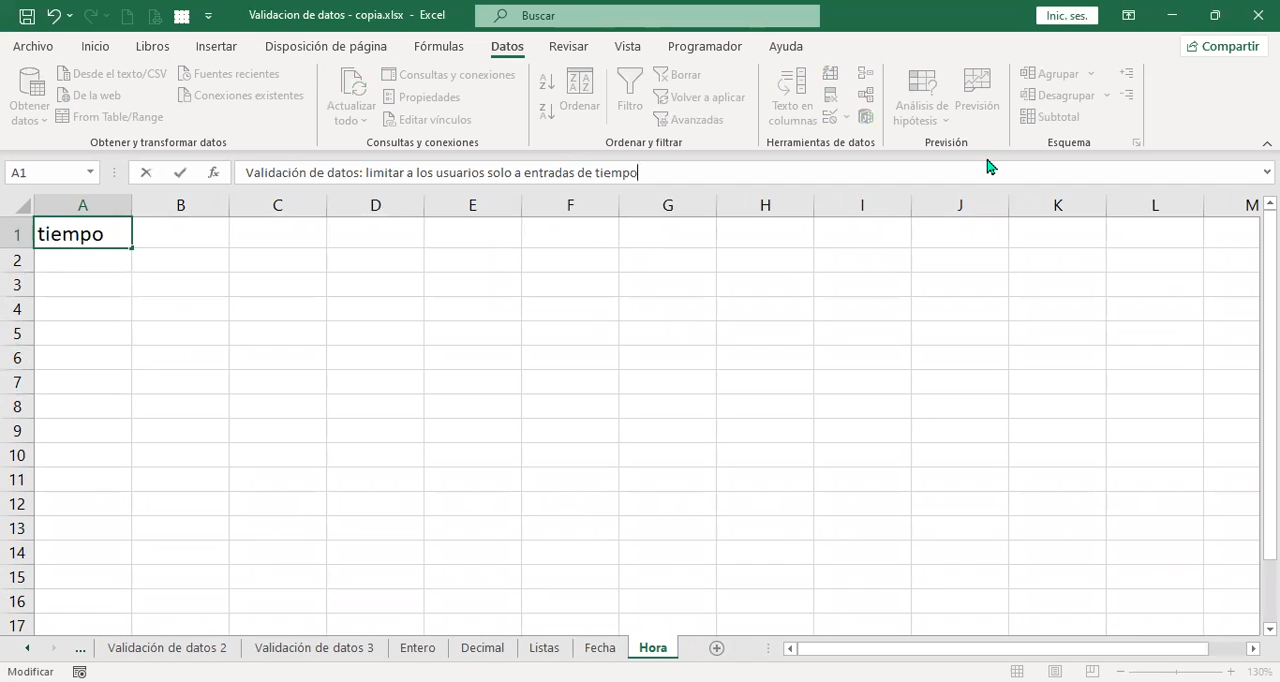 Validacion de datos - copia.xlsx - Excel
Buscar
Inic. ses.
Archivo Inicio Libros Insertar Disposición de página Fórmulas Datos Revisar Vista Programador Ayuda Compartir
Obtener datos
Desde el texto/CSV
De la web
From Table/Range
Fuentes recientes
Conexiones existentes
Obtener y transformar datos
Actualizar todo
Consultas y conexiones
Propiedades
Editar vínculos
Consultas y conexiones
Ordenar
Filtro
Borrar
Volver a aplicar
Avanzadas
Ordenar y filtrar
Texto en columnas
Herramientas de datos
Análisis de hipótesis
Previsión
Previsión
Agrupar
Desagrupar
Subtotal
Esquema
A1
fx
Validación de datos: limitar a los usuarios solo a entradas de tiempo
A B C D E F G H I J K L M
1 tiempo
2
3
4
5
6
7
8
9
10
11
12
13
14
15
16
17
... Validación de datos 2 Validación de datos 3 Entero Decimal Listas Fecha Hora
Modificar
130%